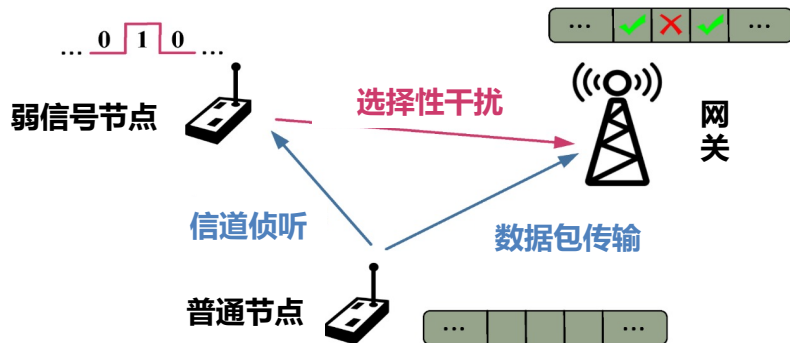 ... ✓ ✗ ✓ ...
... 0 1 0 ...
弱信号节点
选择性干扰
网
关
信道侦听
数据包传输
普通节点
... ...